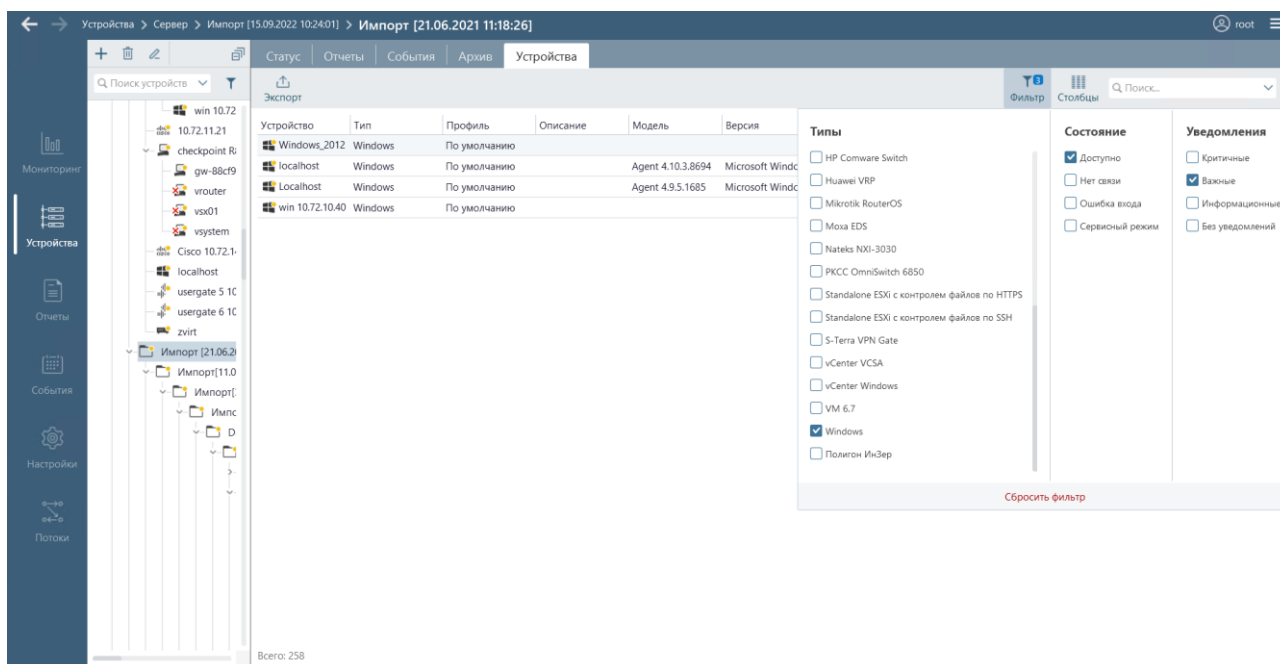 Устройства > Сервер > Импорт [15.09.2022 10:24:01] > Импорт [21.06.2021 11:18:26]
root
Мониторинг
Устройства
Отчеты
События
Настройки
Потоки
Поиск устройств
win 10.72
10.72.11.21
checkpoint R
gw-88cf9
vrouter
vsx01
vsystem
Cisco 10.72.1
localhost
usergate 5 10
usergate 6 10
zvirt
Импорт [21.06.20
Импорт[11.0
Импорт[
Импо
D
Статус Отчеты События Архив Устройства
Экспорт
3
Фильтр
Столбцы
Поиск...
Устройство Тип Профиль Описание Модель Версия
Windows_2012 Windows По умолчанию
localhost Windows По умолчанию Agent 4.10.3.8694 Microsoft Windo
Localhost Windows По умолчанию Agent 4.9.5.1685 Microsoft Windo
win 10.72.10.40 Windows По умолчанию
Типы
HP Comware Switch
Huawei VRP
Mikrotik RouterOS
Moxa EDS
Nateks NXI-3030
PKCC OmniSwitch 6850
Standalone ESXi с контролем файлов по HTTPS
Standalone ESXi с контролем файлов по SSH
S-Terra VPN Gate
vCenter VCSA
vCenter Windows
VM 6.7
Windows
Полигон ИнЗер
Состояние
Доступно
Нет связи
Ошибка входа
Сервисный режим
Уведомления
Критичные
Важные
Информационные
Без уведомлений
Сбросить фильтр
Всего: 258